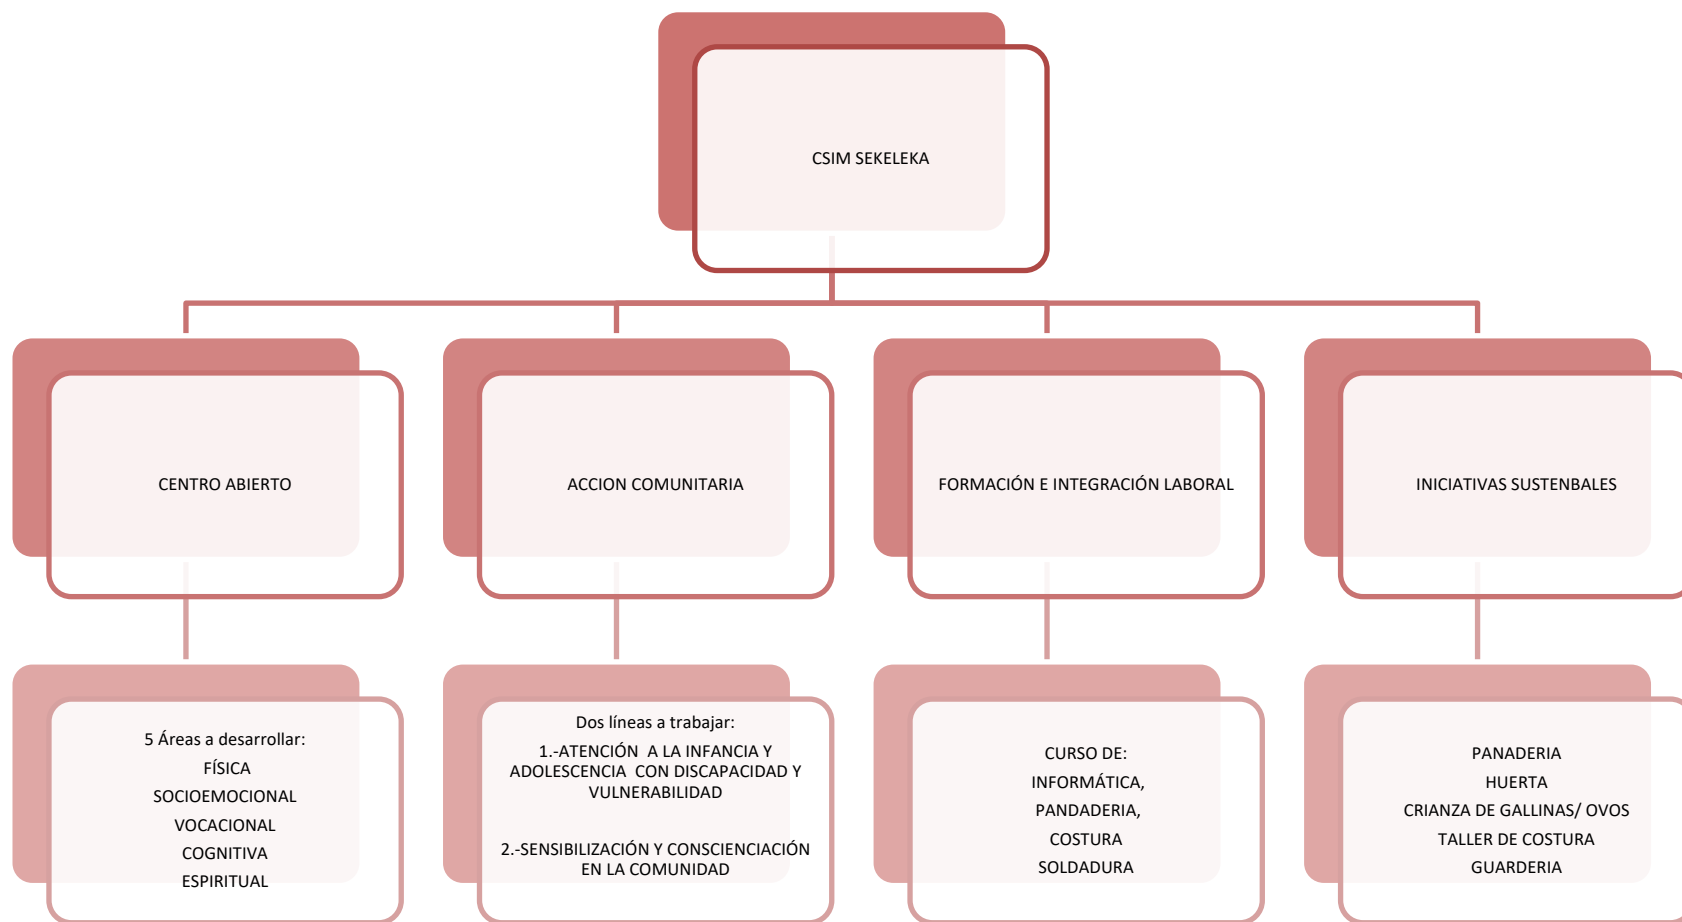 CSIM SEKELEKA
CENTRO ABIERTO
ACCION COMUNITARIA
FORMACIÓN E INTEGRACIÓN LABORAL
INICIATIVAS SUSTENBALES
5 Áreas a desarrollar:
FÍSICA
SOCIOEMOCIONAL
VOCACIONAL
COGNITIVA
ESPIRITUAL
Dos líneas a trabajar:
1.-ATENCIÓN A LA INFANCIA Y
ADOLESCENCIA CON DISCAPACIDAD Y
VULNERABILIDAD
2.-SENSIBILIZACIÓN Y CONSCIENCIACIÓN
EN LA COMUNIDAD
CURSO DE:
INFORMÁTICA,
PANDADERIA,
COSTURA
SOLDADURA
PANADERIA
HUERTA
CRIANZA DE GALLINAS/ OVOS
TALLER DE COSTURA
GUARDERIA